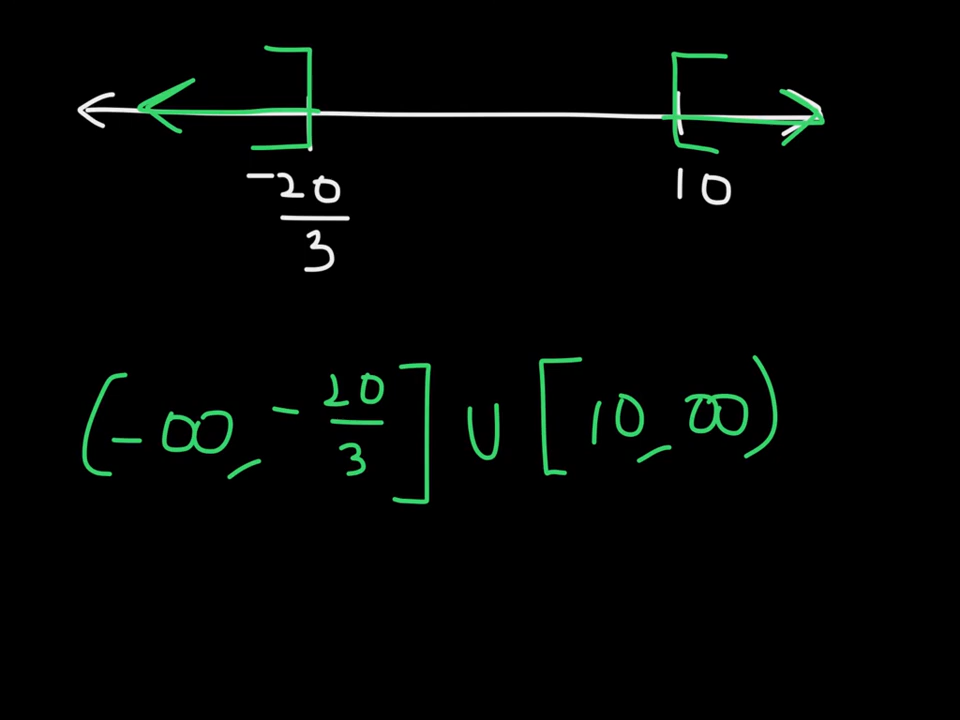 -20/3 10
(-∞, -20/3] ∪ [10, ∞)